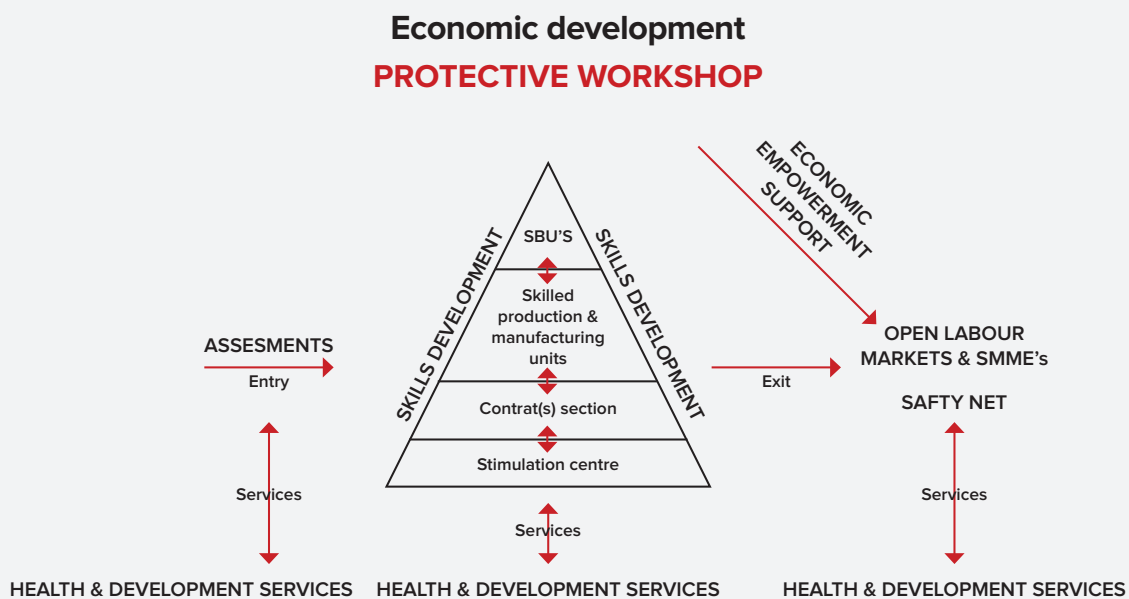 Economic development
PROTECTIVE WORKSHOP
ECONOMIC
EMPOWERMENT
SUPPORT
SKILLS DEVELOPMENT
SBU'S
SKILLS DEVELOPMENT
Skilled
production &
manufacturing
units
ASSESMENTS
Entry
Contrat(s) section
Stimulation centre
Exit
OPEN LABOUR
MARKETS & SMME's
SAFTY NET
Services
Services
Services
HEALTH & DEVELOPMENT SERVICES
HEALTH & DEVELOPMENT SERVICES
HEALTH & DEVELOPMENT SERVICES